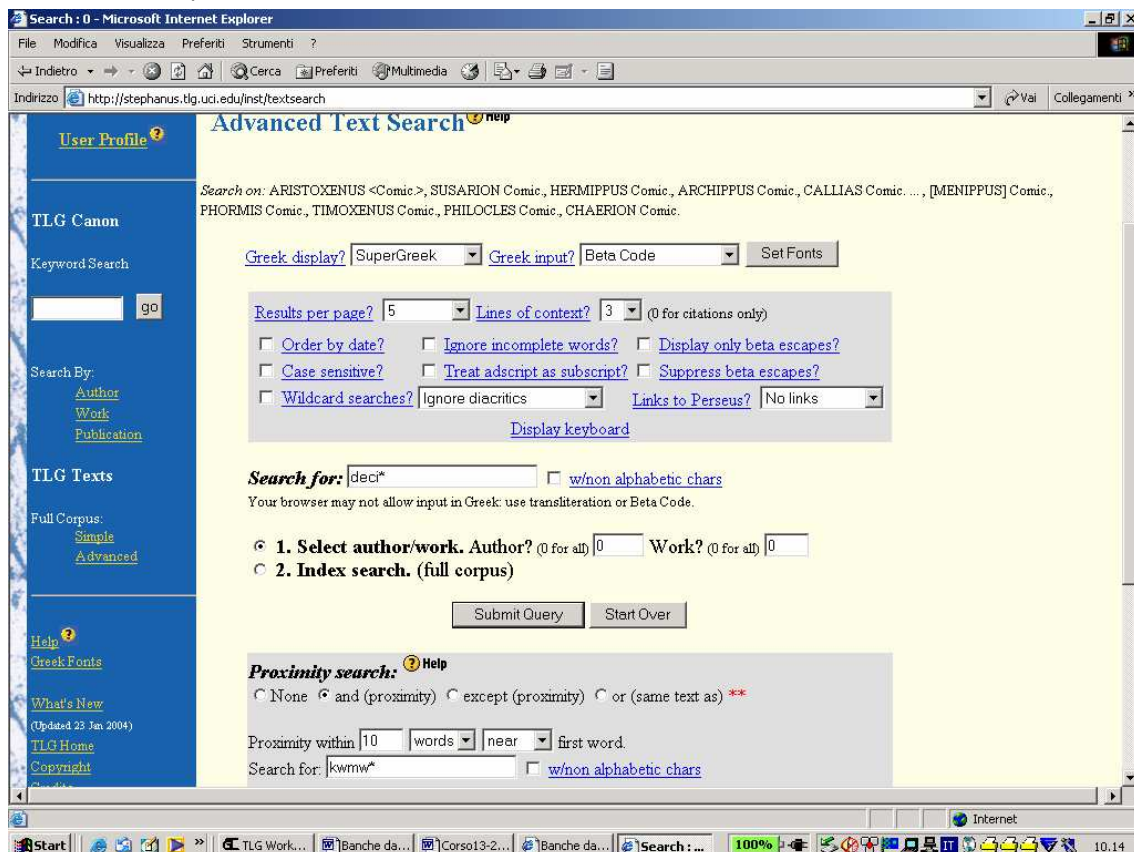 Search : 0 - Microsoft Internet Explorer
File Modifica Visualizza Preferiti Strumenti ?
Indietro Cerca Preferiti Multimedia
Indirizzo http://stephanus.tlg.uci.edu/inst/textsearch Vai Collegamenti »
User Profile
Advanced Text Search Help
Search on: ARISTOXENUS <Comic.>, SUSARION Comic., HERMIPPUS Comic., ARCHIPPUS Comic., CALLIAS Comic. ... , [MENIPPUS] Comic.,
PHORMIS Comic., TIMOXENUS Comic., PHILOCLES Comic., CHAERION Comic.
TLG Canon
Keyword Search
go
Search By:
Author
Work
Publication
TLG Texts
Full Corpus:
Simple
Advanced
Help
Greek Fonts
What's New
(Updated 23 Jan 2004)
TLG Home
Copyright
Greek display? SuperGreek Greek input? Beta Code Set Fonts
Results per page? 5 Lines of context? 3 (0 for citations only)
Order by date? Ignore incomplete words? Display only beta escapes?
Case sensitive? Treat adscript as subscript? Suppress beta escapes?
Wildcard searches? Ignore diacritics Links to Perseus? No links
Display keyboard
Search for: deci* w/non alphabetic chars
Your browser may not allow input in Greek: use transliteration or Beta Code.
1. Select author/work. Author? (0 for all) 0 Work? (0 for all) 0
2. Index search. (full corpus)
Submit Query Start Over
Proximity search: Help
None and (proximity) except (proximity) or (same text as) **
Proximity within 10 words near first word.
Search for: kwmw* w/non alphabetic chars
Internet
Start » TLG Work... Banche da... Corso13-2... Banche da... Search : ... 100% IT 10.14